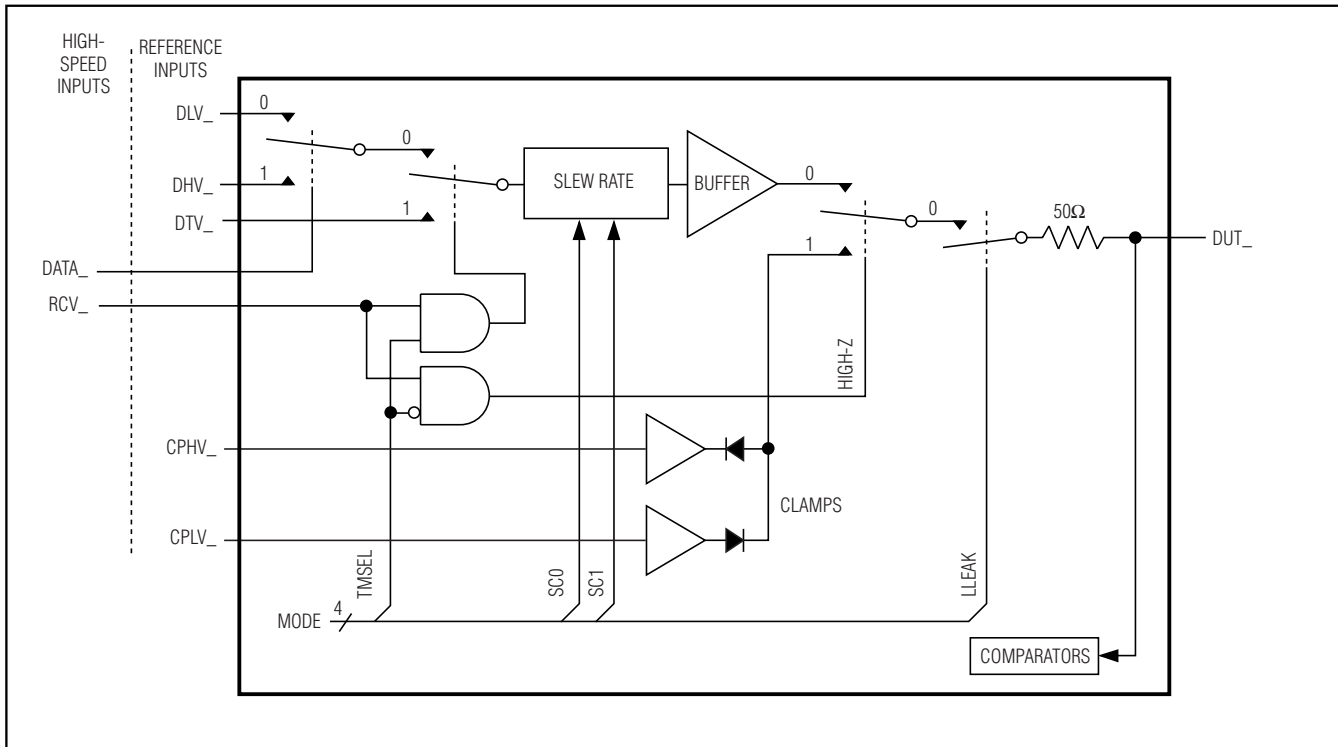 HIGH-
SPEED
INPUTS
REFERENCE
INPUTS
DLV_
0
DHV_
1
0
DTV_
1
SLEW RATE
BUFFER
0
1
0
50Ω
DUT_
DATA_
RCV_
HIGH-Z
CPHV_
CPLV_
CLAMPS
TMSEL
SC0
SC1
LLEAK
MODE
4
COMPARATORS